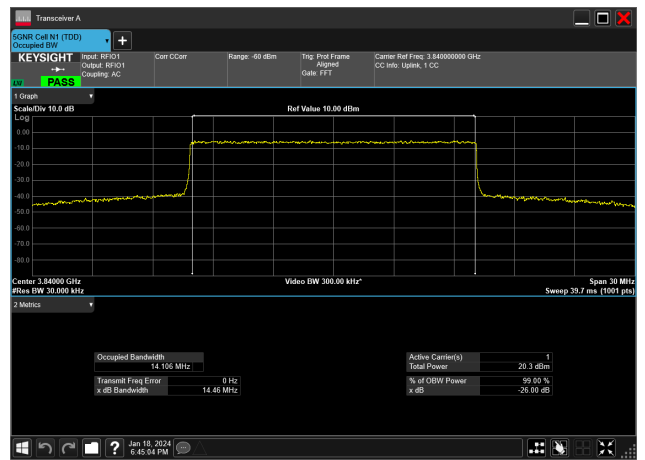 Transceiver A
5GNR Cell N1 (TDD)
Occupied BW
KEYSIGHT Input: RFIO1 Corr CCorr Range: -60 dBm Trig: Prot Frame Carrier Ref Freq: 3.840000000 GHz
Output: RFIO1 Aligned CC Info: Uplink, 1 CC
Coupling: AC Gate: FFT
PASS
1 Graph
Scale/Div 10.0 dB Ref Value 10.00 dBm
Log
0.00
-10.0
-20.0
-30.0
-40.0
-50.0
-60.0
-70.0
-80.0
Center 3.84000 GHz Video BW 300.00 kHz* Span 30 MHz
#Res BW 30.000 kHz Sweep 39.7 ms (1001 pts)
2 Metrics
Occupied Bandwidth Active Carrier(s) 1
14.106 MHz Total Power 20.3 dBm
Transmit Freq Error 0 Hz % of OBW Power 99.00 %
x dB Bandwidth 14.46 MHz x dB -26.00 dB
? Jan 18, 2024
6:45:04 PM